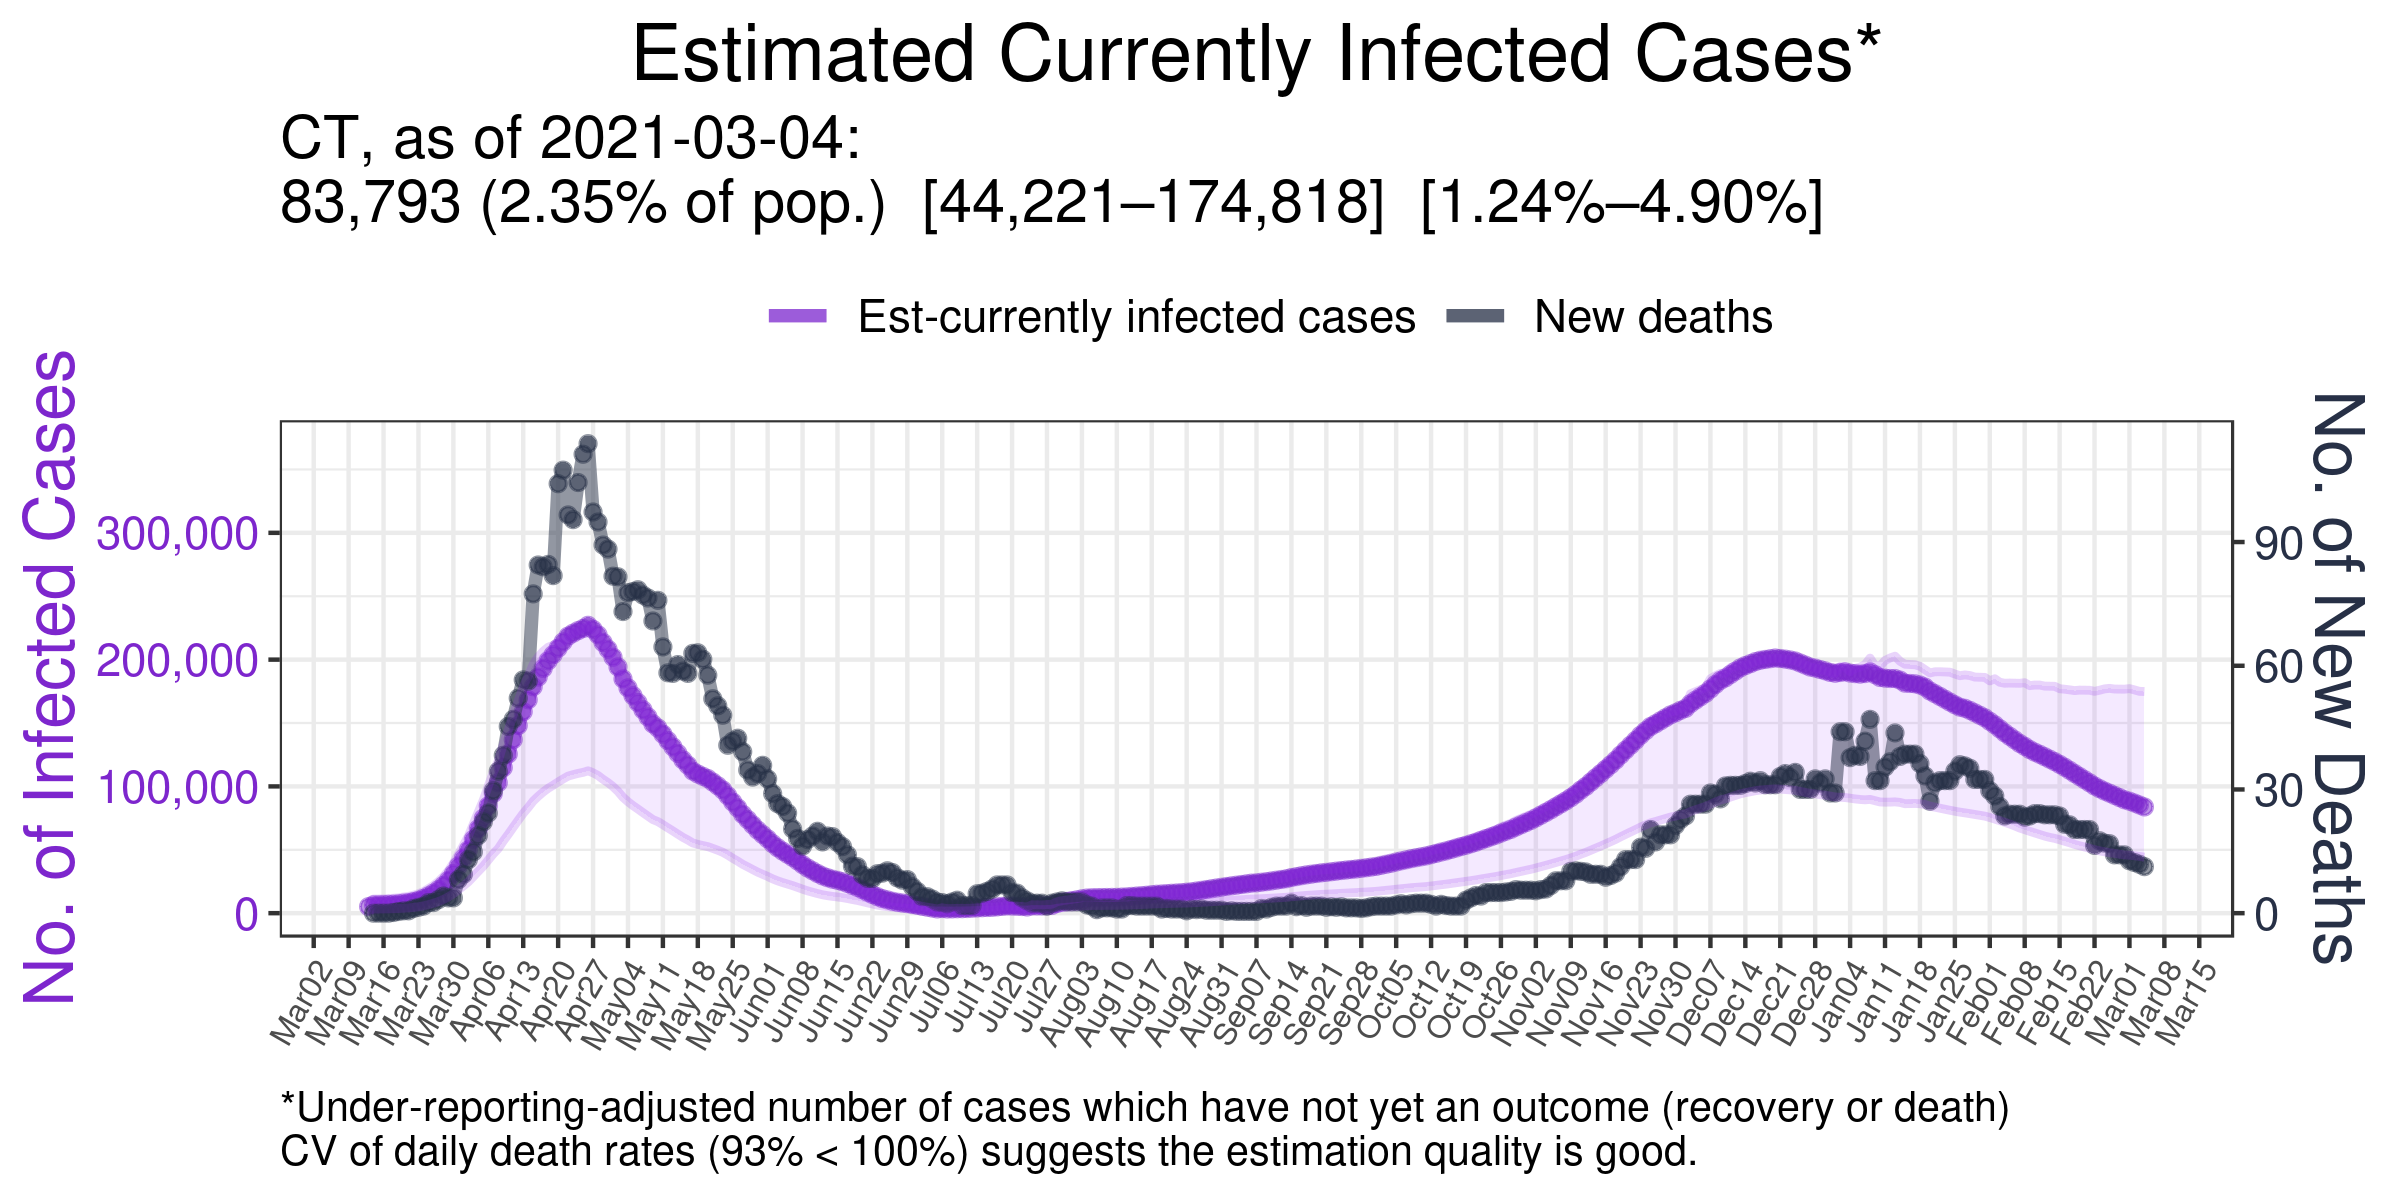 Estimated Currently Infected Cases*
CT, as of 2021-03-04:
83,793 (2.35% of pop.) [44,221–174,818] [1.24%–4.90%]
Est-currently infected cases New deaths
No. of Infected Cases
300,000
200,000
100,000
0
90
60
30
0
No. of New Deaths
Mar02 Mar09 Mar16 Mar23 Mar30 Apr06 Apr13 Apr20 Apr27 May04 May11 May18 May25 Jun01 Jun08 Jun15 Jun22 Jun29 Jul06 Jul13 Jul20 Jul27 Aug03 Aug10 Aug17 Aug24 Aug31 Sep07 Sep14 Sep21 Sep28 Oct05 Oct12 Oct19 Oct26 Nov02 Nov09 Nov16 Nov23 Nov30 Dec07 Dec14 Dec21 Dec28 Jan04 Jan11 Jan18 Jan25 Feb01 Feb08 Feb15 Feb22 Mar01 Mar08 Mar15
*Under-reporting-adjusted number of cases which have not yet an outcome (recovery or death)
CV of daily death rates (93% < 100%) suggests the estimation quality is good.